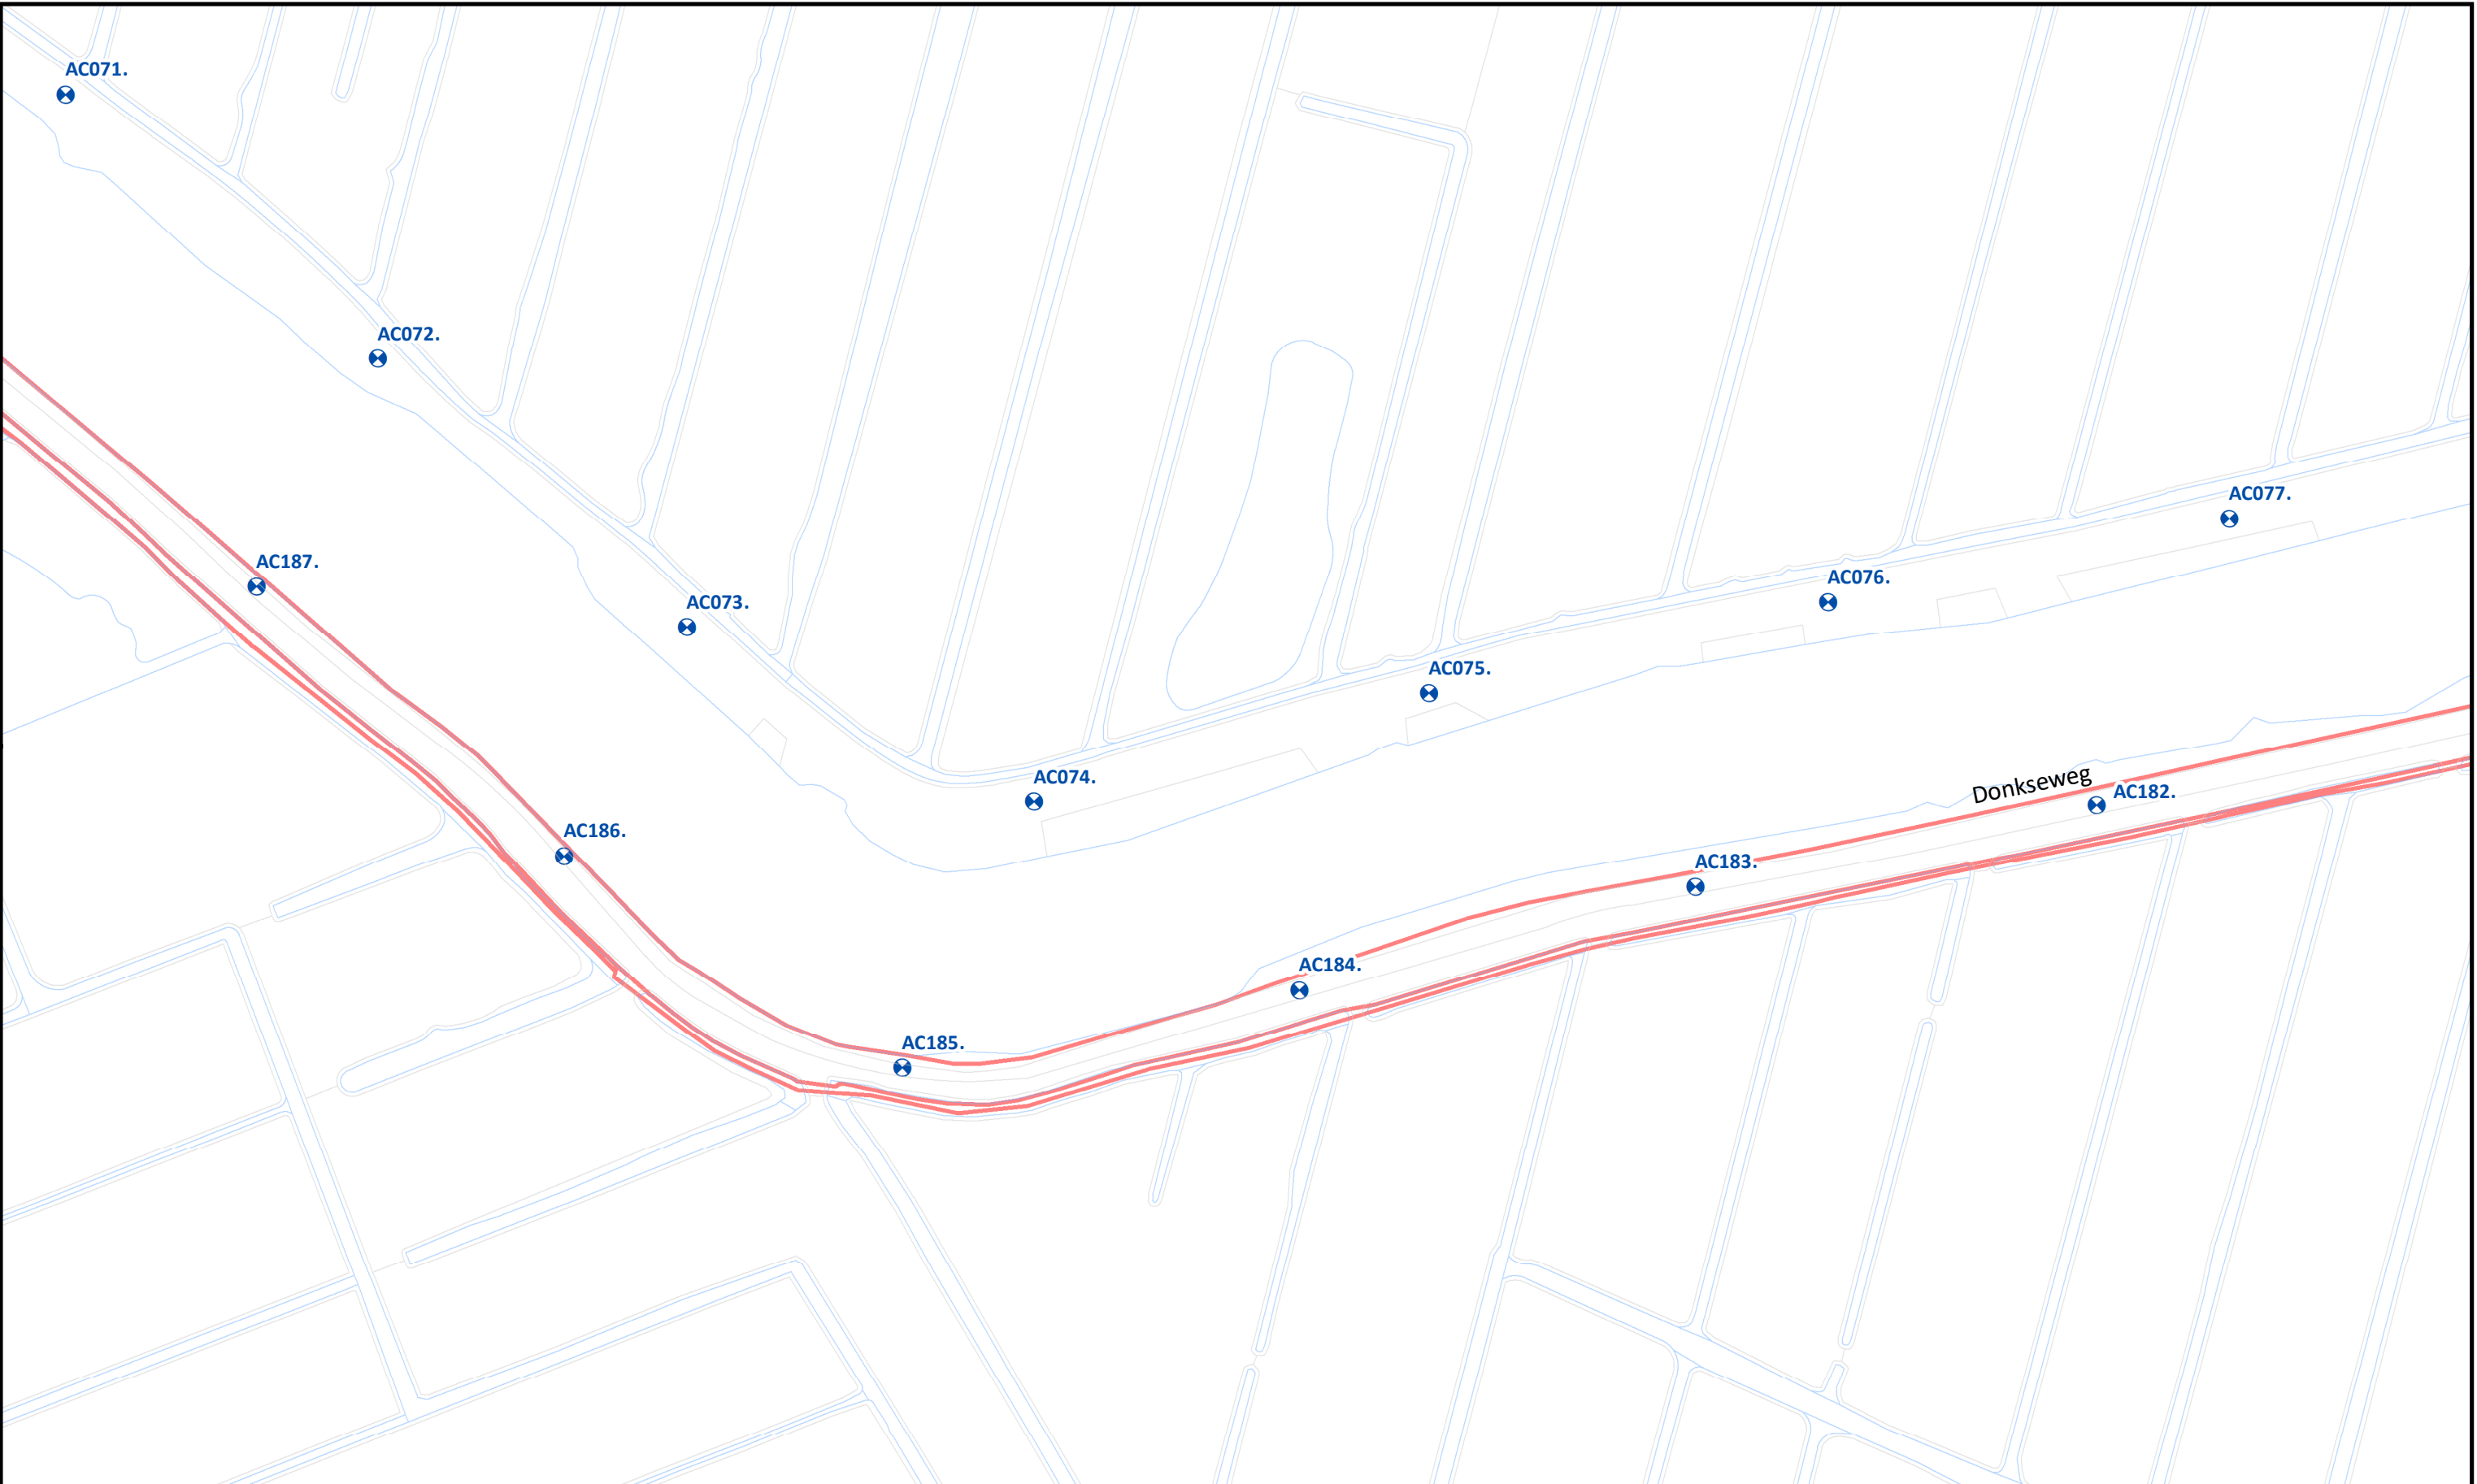 AC071.
AC072.
AC077.
AC187.
AC076.
AC073.
AC075.
AC074.
Donkseweg
AC182.
AC186.
AC183.
AC184.
AC185.